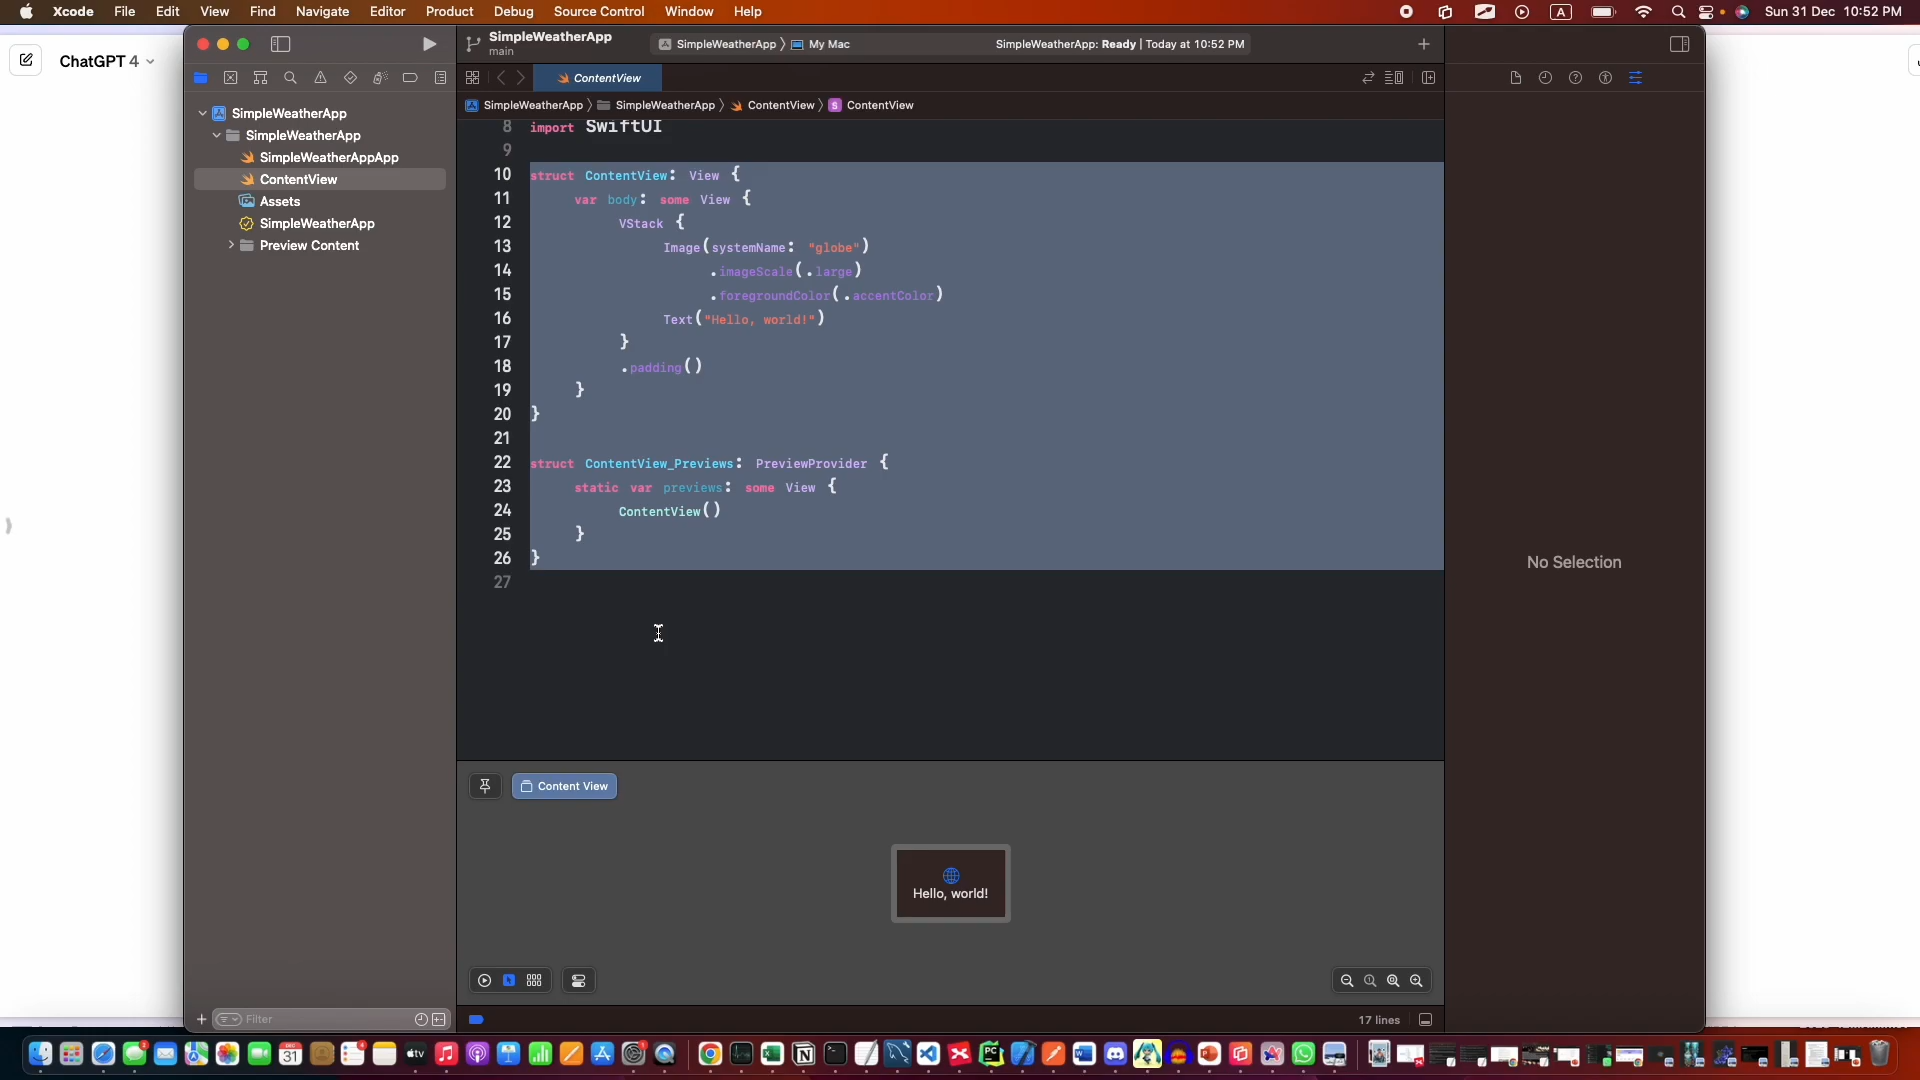 Xcode File Edit View Find Navigate Editor Product Debug Source Control Window Help
A
Sun 31 Dec 10:52 PM
ChatGPT 4
SimpleWeatherApp
main
SimpleWeatherApp My Mac
SimpleWeatherApp: Ready | Today at 10:52 PM
ContentView
SimpleWeatherApp SimpleWeatherApp ContentView S ContentView
SimpleWeatherApp
SimpleWeatherApp
SimpleWeatherAppApp
ContentView
Assets
SimpleWeatherApp
Preview Content
8 import SwiftUI
9
10 struct ContentView: View {
11 var body: some View {
12 VStack {
13 Image(systemName: "globe")
14 .imageScale(.large)
15 .foregroundColor(.accentColor)
16 Text("Hello, world!")
17 }
18 .padding()
19 }
20 }
21
22 struct ContentView_Previews: PreviewProvider {
23 static var previews: some View {
24 ContentView()
25 }
26 }
27
No Selection
Content View
Hello, world!
Filter
17 lines